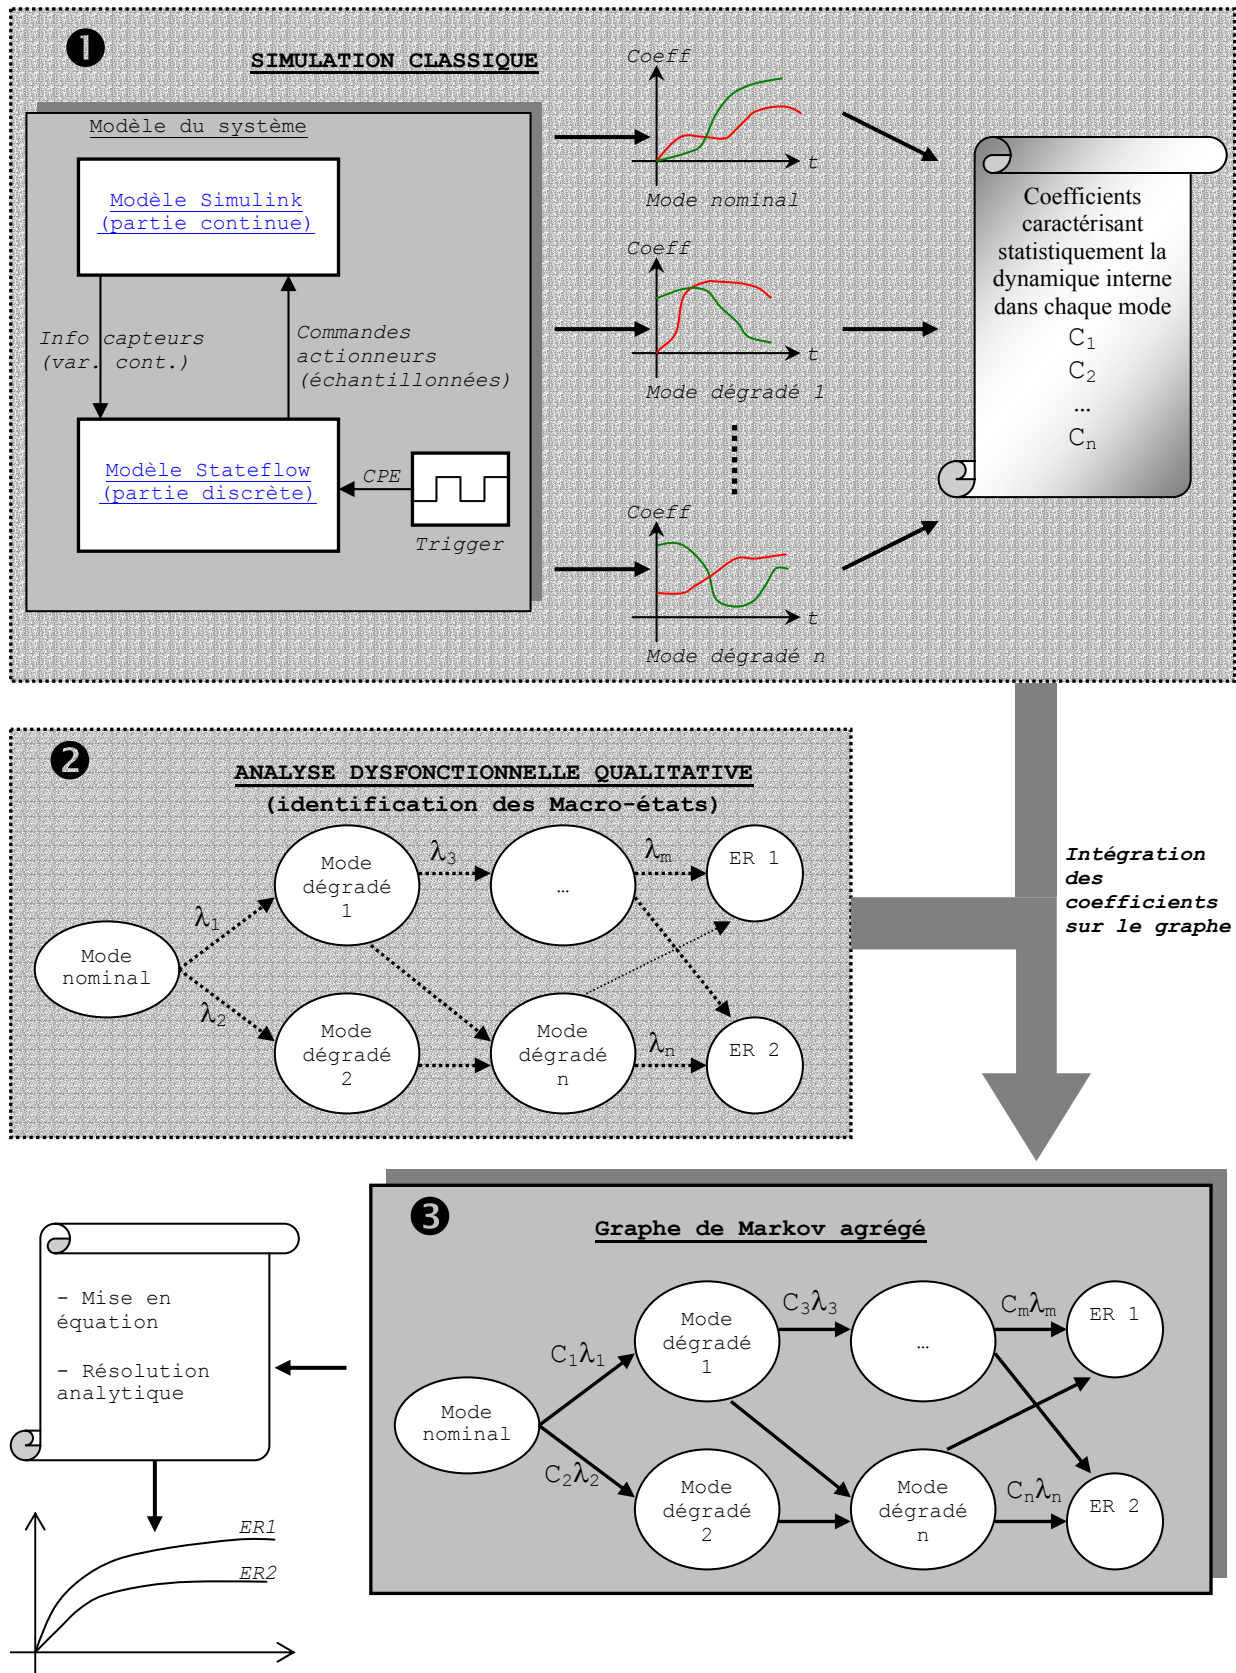 ❶
SIMULATION CLASSIQUE
Modèle du système
Modèle Simulink
(partie continue)
Info capteurs
(var. cont.)
Commandes
actionneurs
(échantillonnées)
Modèle Stateflow
(partie discrète)
CPE
Trigger
Coeff
t
Mode nominal
Coeff
t
Mode dégradé 1
Coeff
t
Mode dégradé n
Coefficients
caractérisant
statistiquement la
dynamique interne
dans chaque mode
C₁
C₂
…
Cₙ
❷
ANALYSE DYSFONCTIONNELLE QUALITATIVE
(identification des Macro-états)
Mode
nominal
λ₁
λ₂
Mode
dégradé
1
λ₃
…
λₘ
ER 1
Mode
dégradé
2
Mode
dégradé
n
λₙ
ER 2
Intégration
des
coefficients
sur le graphe
❸
Graphe de Markov agrégé
Mode
nominal
C₁λ₁
C₂λ₂
Mode
dégradé
1
C₃λ₃
…
Cₘλₘ
ER 1
Mode
dégradé
2
Mode
dégradé
n
Cₙλₙ
ER 2
- Mise en
équation
- Résolution
analytique
ER1
ER2